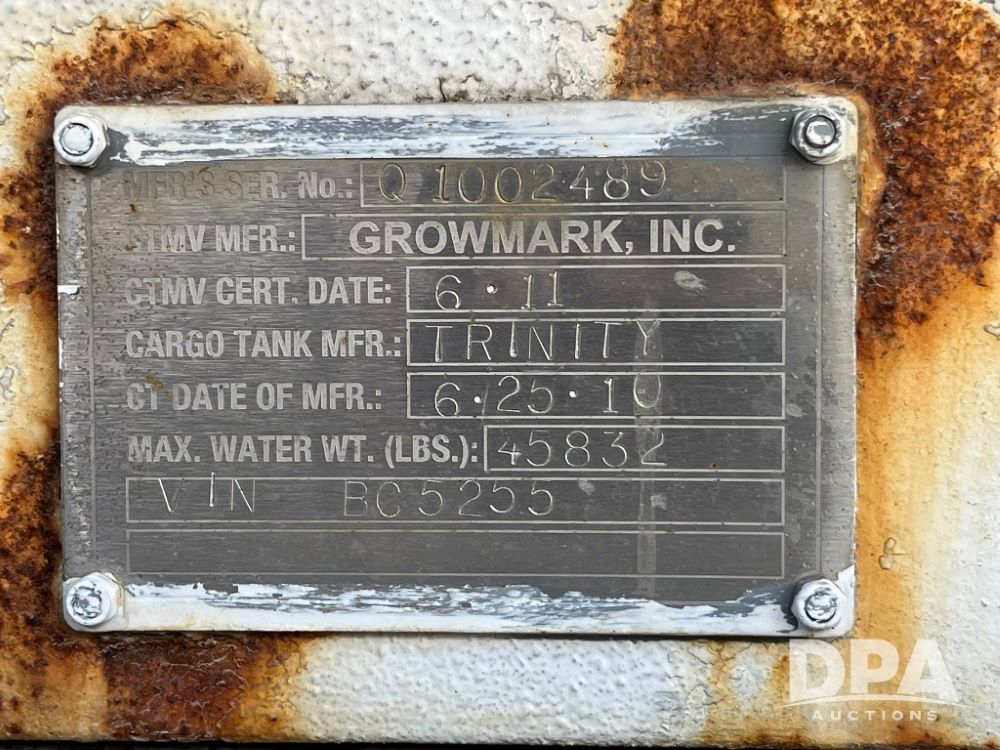 MFR'S SER. No.: Q 1002489
CTMV MFR.: GROWMARK, INC.
CTMV CERT. DATE: 6 · 11
CARGO TANK MFR.: TRINITY
CT DATE OF MFR.: 6 · 25 · 10
MAX. WATER WT. (LBS.): 45832
VIN BC5255
DPA
AUCTIONS